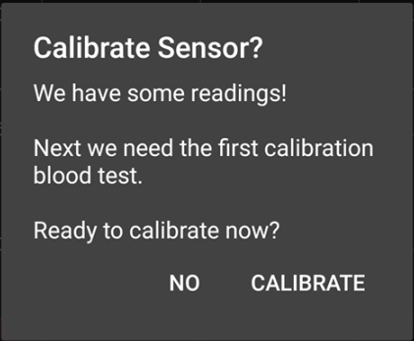 Calibrate Sensor?
We have some readings!
Next we need the first calibration
blood test.
Ready to calibrate now?
NO CALIBRATE